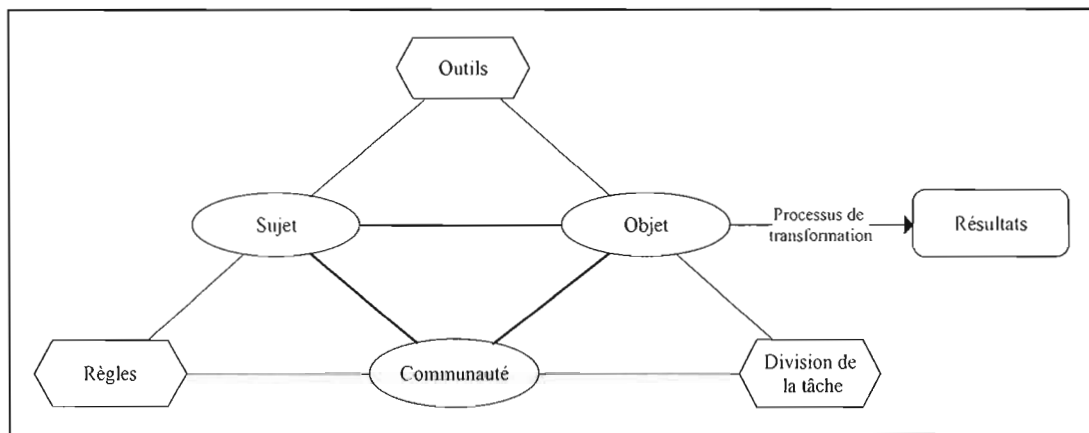 Outils
Sujet
Objet
Processus de
transformation
Résultats
Règles
Communauté
Division de
la tâche